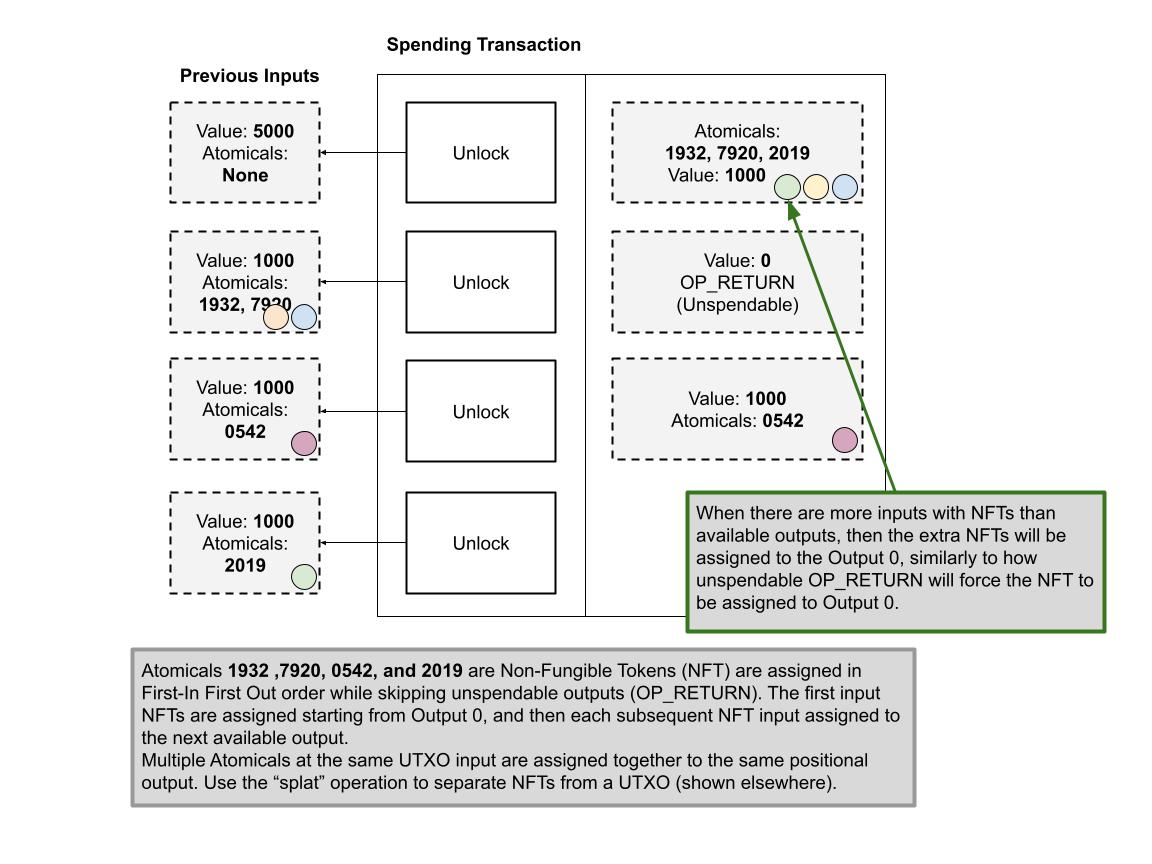 Spending Transaction
Previous Inputs
Value: 5000
Atomicals:
None
Unlock
Atomicals:
1932, 7920, 2019
Value: 1000
Value: 1000
Atomicals:
1932, 7920
Unlock
Value: 0
OP_RETURN
(Unspendable)
Value: 1000
Atomicals:
0542
Unlock
Value: 1000
Atomicals: 0542
Value: 1000
Atomicals:
2019
Unlock
When there are more inputs with NFTs than
available outputs, then the extra NFTs will be
assigned to the Output 0, similarly to how
unspendable OP_RETURN will force the NFT to
be assigned to Output 0.
Atomicals 1932 ,7920, 0542, and 2019 are Non-Fungible Tokens (NFT) are assigned in
First-In First Out order while skipping unspendable outputs (OP_RETURN). The first input
NFTs are assigned starting from Output 0, and then each subsequent NFT input assigned to
the next available output.
Multiple Atomicals at the same UTXO input are assigned together to the same positional
output. Use the “splat” operation to separate NFTs from a UTXO (shown elsewhere).